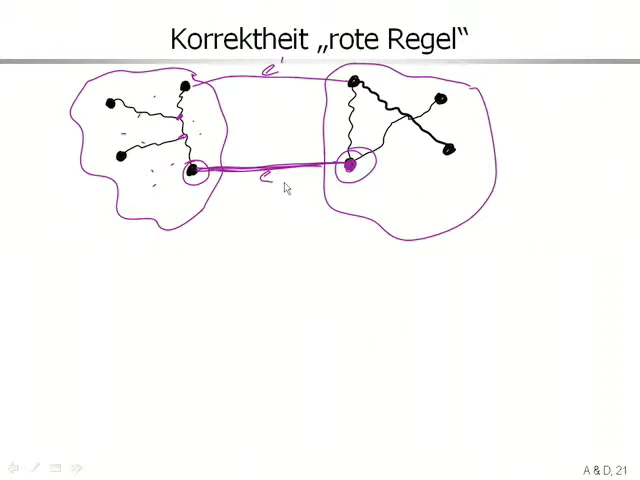 Korrektheit „rote Regel“
e'
e
A & D, 21